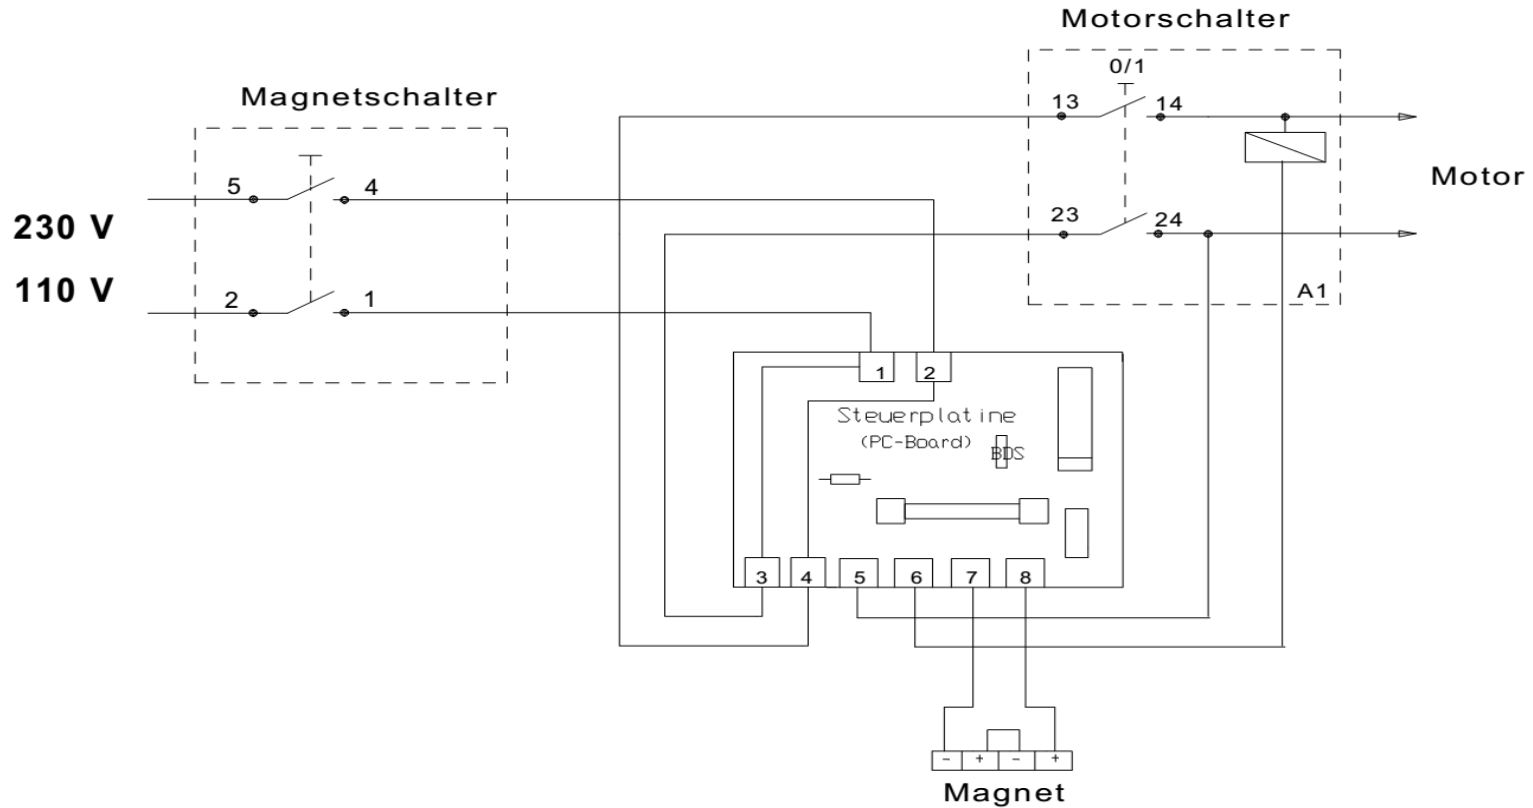 Motorschalter
0/1
13
14
Magnetschalter
5
4
230 V
110 V
2
1
Motor
23
24
A1
1
2
Steuerplatine
(PC-Board)
BDS
3
4
5
6
7
8
- + - +
Magnet